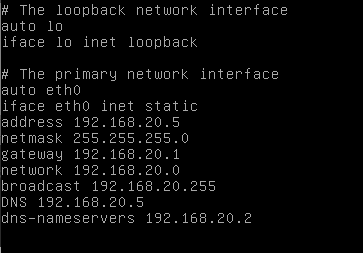 # The loopback network interface
auto lo
iface lo inet loopback
# The primary network interface
auto eth0
iface eth0 inet static
address 192.168.20.5
netmask 255.255.255.0
gateway 192.168.20.1
network 192.168.20.0
broadcast 192.168.20.255
DNS 192.168.20.5
dns-nameservers 192.168.20.2